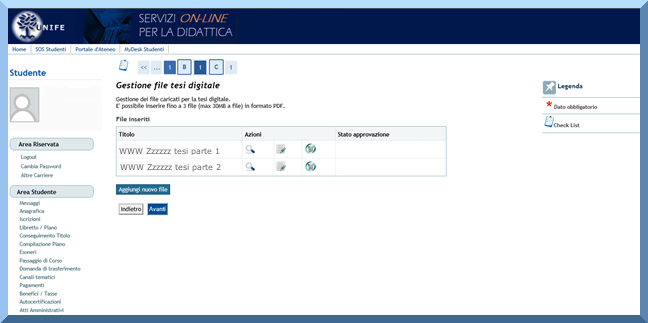 UNIFE
SERVIZI ON-LINE
PER LA DIDATTICA
Home SOS Studenti Portale d'Ateneo MyDesk Studenti
Studente
<< ... 1 B 1 C 1
Gestione file tesi digitale
Gestione dei file caricati per la tesi digitale.
E' possibile inserire fino a 3 file (max 30MB a file) in formato PDF.
File inseriti
Titolo Azioni Stato approvazione
WWW Zzzzzz tesi parte 1
WWW Zzzzzz tesi parte 2
Aggiungi nuovo file
Indietro Avanti
Legenda
* Dato obbligatorio
Check List
Area Riservata
Logout
Cambia Password
Altre Carriere
Area Studente
Messaggi
Anagrafica
Iscrizioni
Libretto / Piano
Conseguimento Titolo
Compilazione Piano
Esoneri
Passaggio di Corso
Domanda di trasferimento
Canali tematici
Pagamenti
Benefici / Tasse
Autocertificazioni
Atti Amministrativi